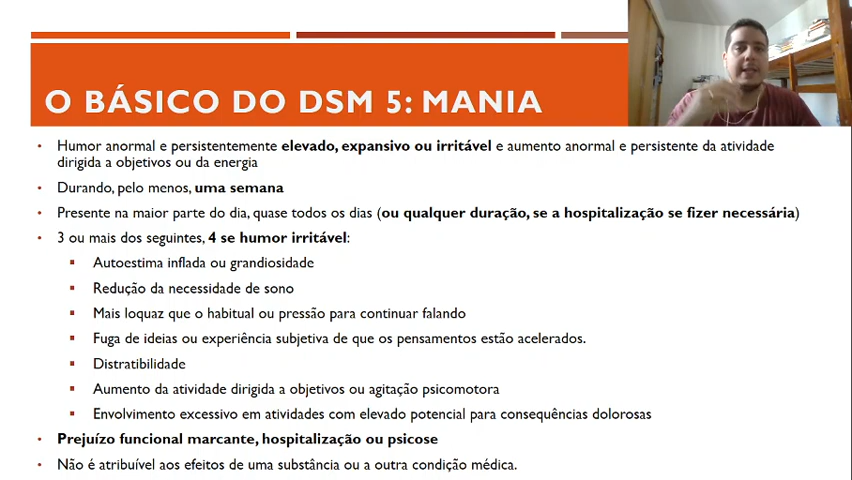 O BÁSICO DO DSM 5: MANIA
Humor anormal e persistentemente elevado, expansivo ou irritável e aumento anormal e persistente da atividade
dirigida a objetivos ou da energia
Durando, pelo menos, uma semana
Presente na maior parte do dia, quase todos os dias (ou qualquer duração, se a hospitalização se fizer necessária)
3 ou mais dos seguintes, 4 se humor irritável:
Autoestima inflada ou grandiosidade
Redução da necessidade de sono
Mais loquaz que o habitual ou pressão para continuar falando
Fuga de ideias ou experiência subjetiva de que os pensamentos estão acelerados.
Distratibilidade
Aumento da atividade dirigida a objetivos ou agitação psicomotora
Envolvimento excessivo em atividades com elevado potencial para consequências dolorosas
Prejuízo funcional marcante, hospitalização ou psicose
Não é atribuível aos efeitos de uma substância ou a outra condição médica.